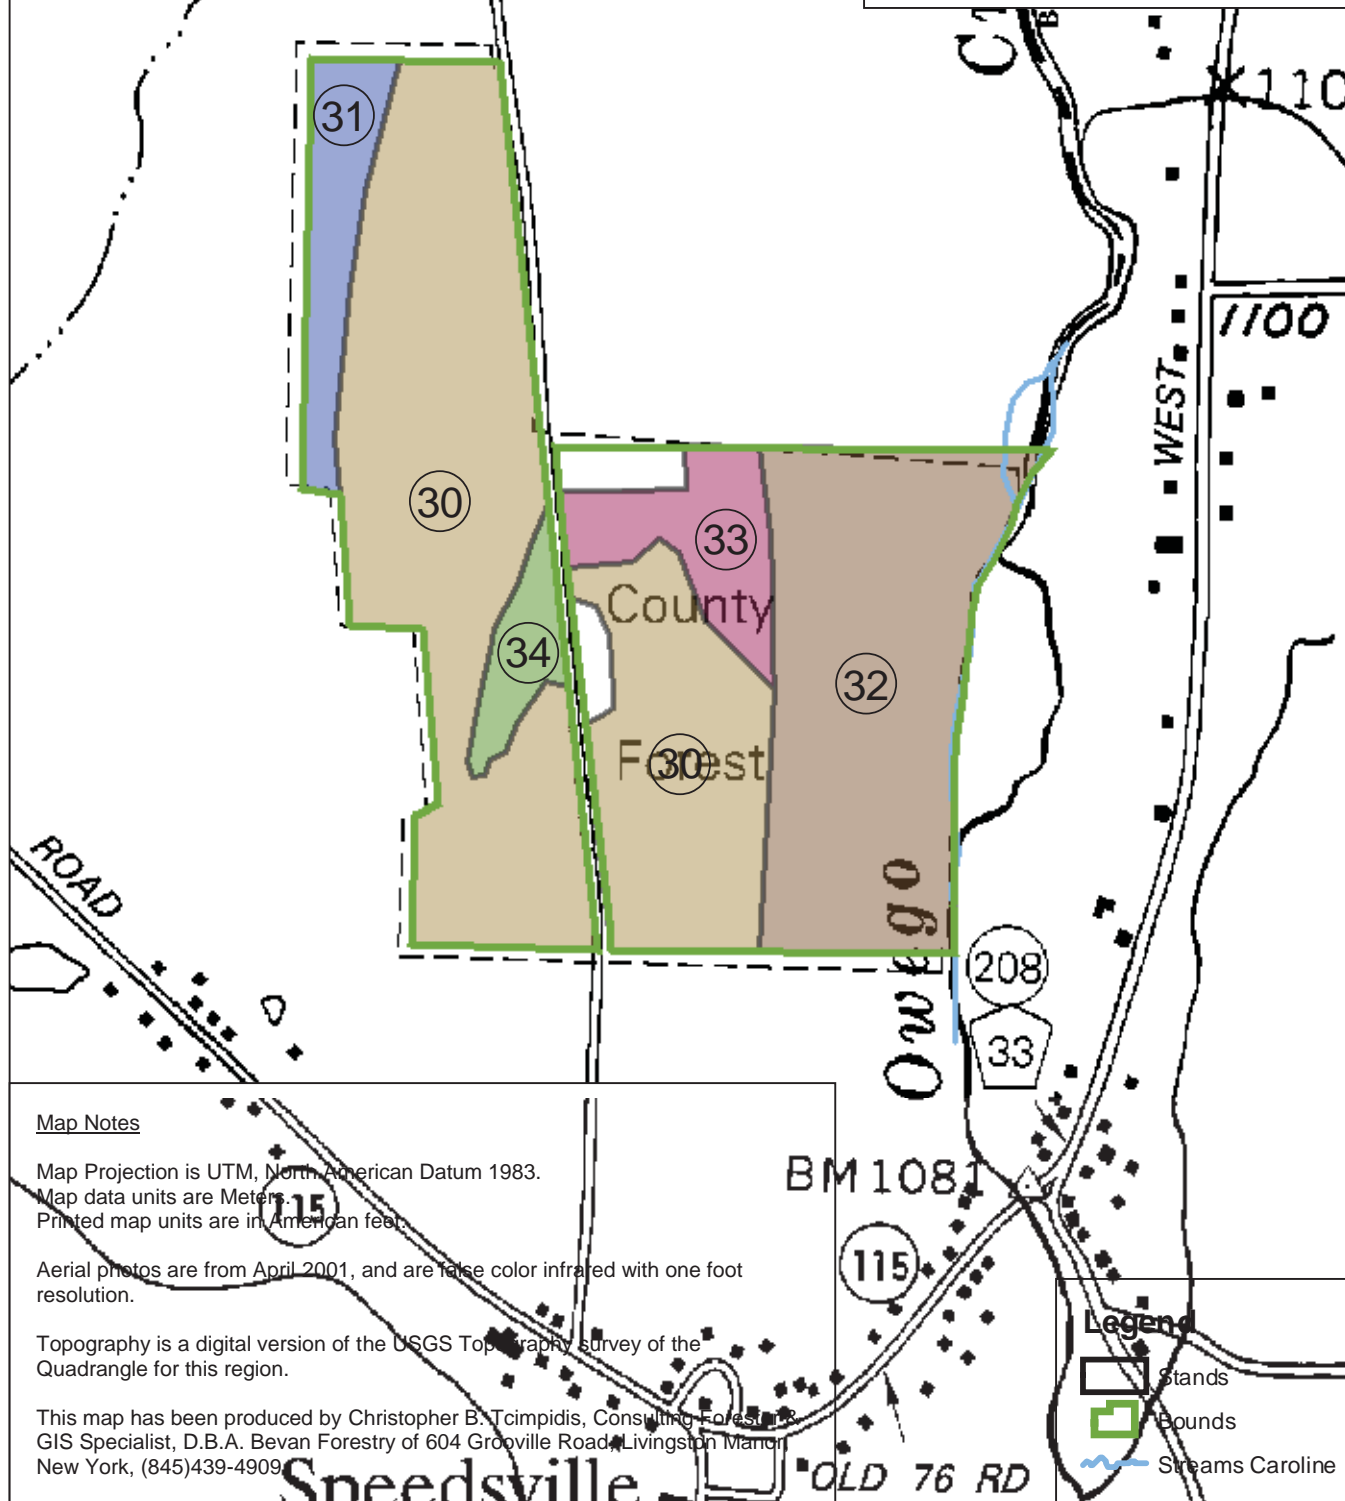 B
Cr
X110
31
1100
WEST
30
33
County
34
32
Forest
30
ROAD
Owego
208
33
Map Notes
Map Projection is UTM, North American Datum 1983.
Map data units are Meters.
Printed map units are in American feet.
115
Aerial photos are from April 2001, and are false color infrared with one foot
resolution.
Topography is a digital version of the USGS Topography survey of the
Quadrangle for this region.
This map has been produced by Christopher B. Tcimpidis, Consulting Forester &
GIS Specialist, D.B.A. Bevan Forestry of 604 Grooville Road, Livingston Manor
New York, (845)439-4909
BM 1081
115
Speedsville
OLD 76 RD
Legend
Stands
Bounds
Streams Caroline